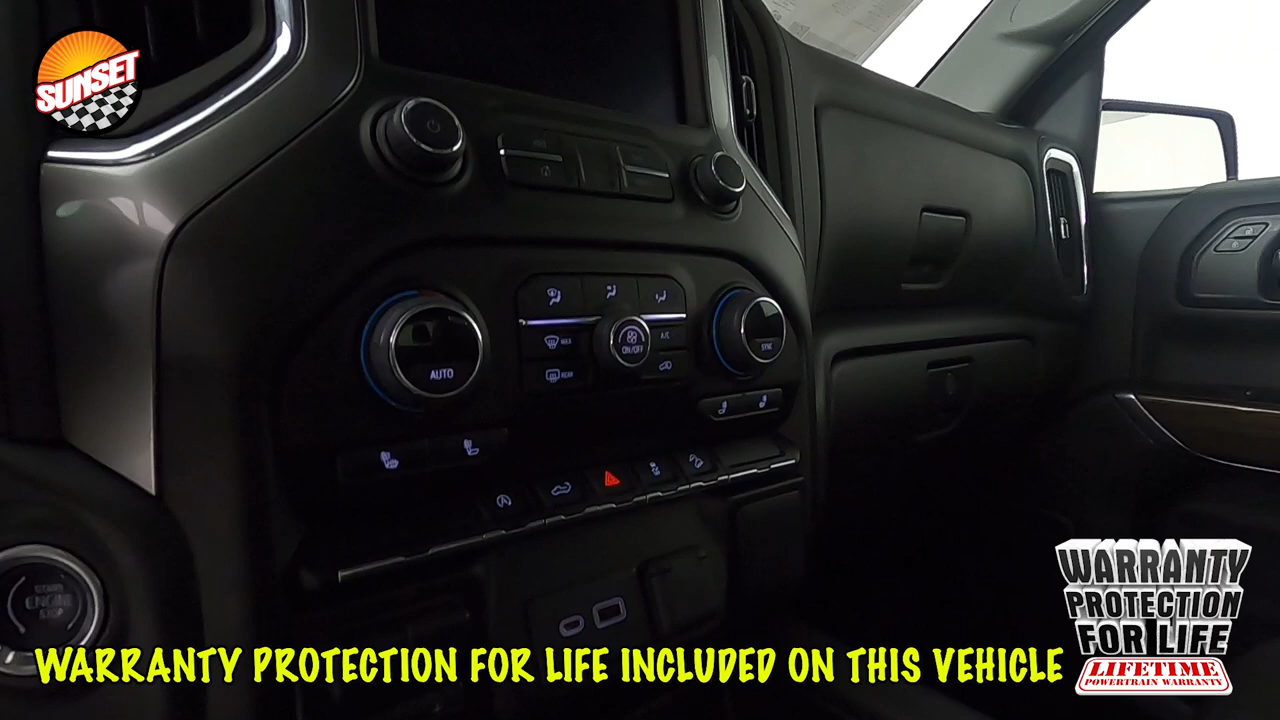 SUNSET
AUTO
MAX
REAR
ON/OFF
A/C
SYNC
ENGINE
STOP
WARRANTY PROTECTION FOR LIFE INCLUDED ON THIS VEHICLE
WARRANTY
PROTECTION
FOR LIFE
LIFETIME
POWERTRAIN WARRANTY